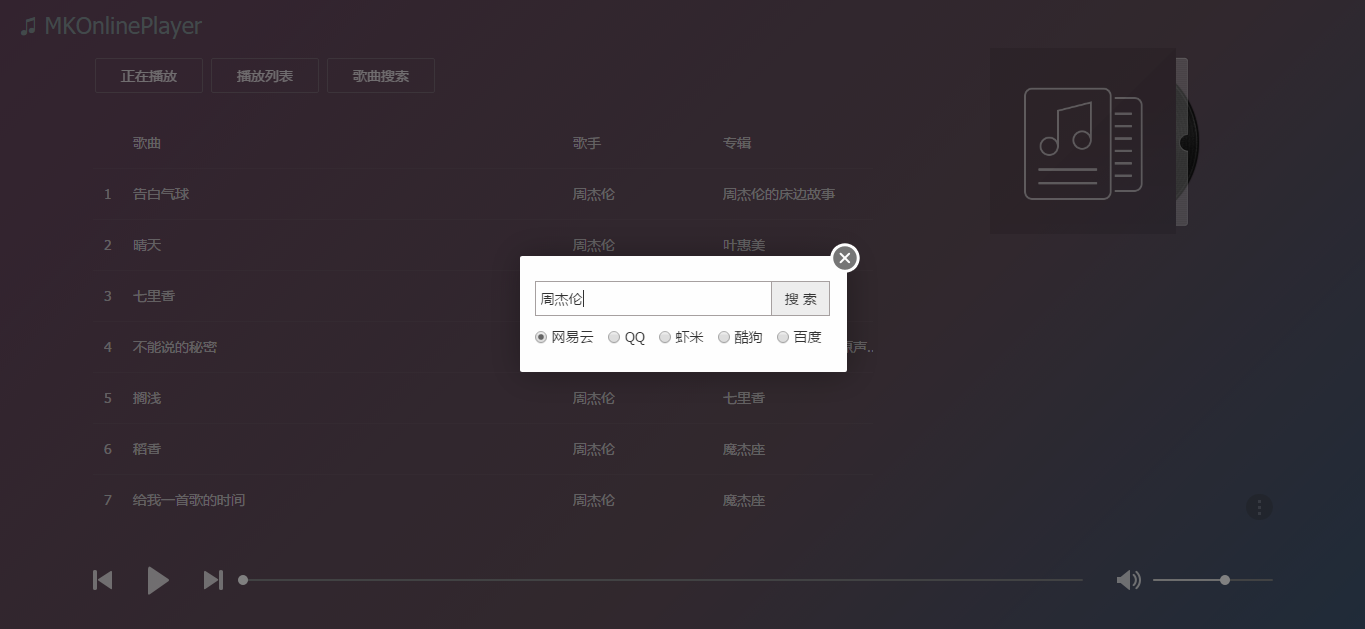 MKOnlinePlayer
正在播放 播放列表 歌曲搜索
歌曲 歌手 专辑
1 告白气球 周杰伦 周杰伦的床边故事
2 晴天 周杰伦 叶惠美
3 七里香
周杰伦 搜 索
网易云 QQ 虾米 酷狗 百度
4 不能说的秘密 原声..
5 搁浅 周杰伦 七里香
6 稻香 周杰伦 魔杰座
7 给我一首歌的时间 周杰伦 魔杰座